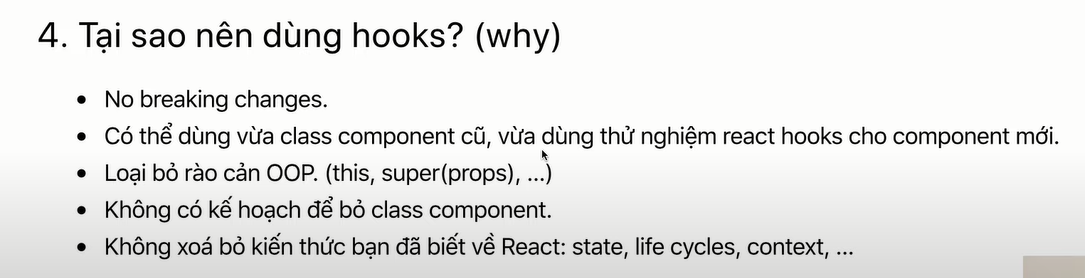 4. Tại sao nên dùng hooks? (why)
• No breaking changes.
• Có thể dùng vừa class component cũ, vừa dùng thử nghiệm react hooks cho component mới.
• Loại bỏ rào cản OOP. (this, super(props), ...)
• Không có kế hoạch để bỏ class component.
• Không xoá bỏ kiến thức bạn đã biết về React: state, life cycles, context, ...